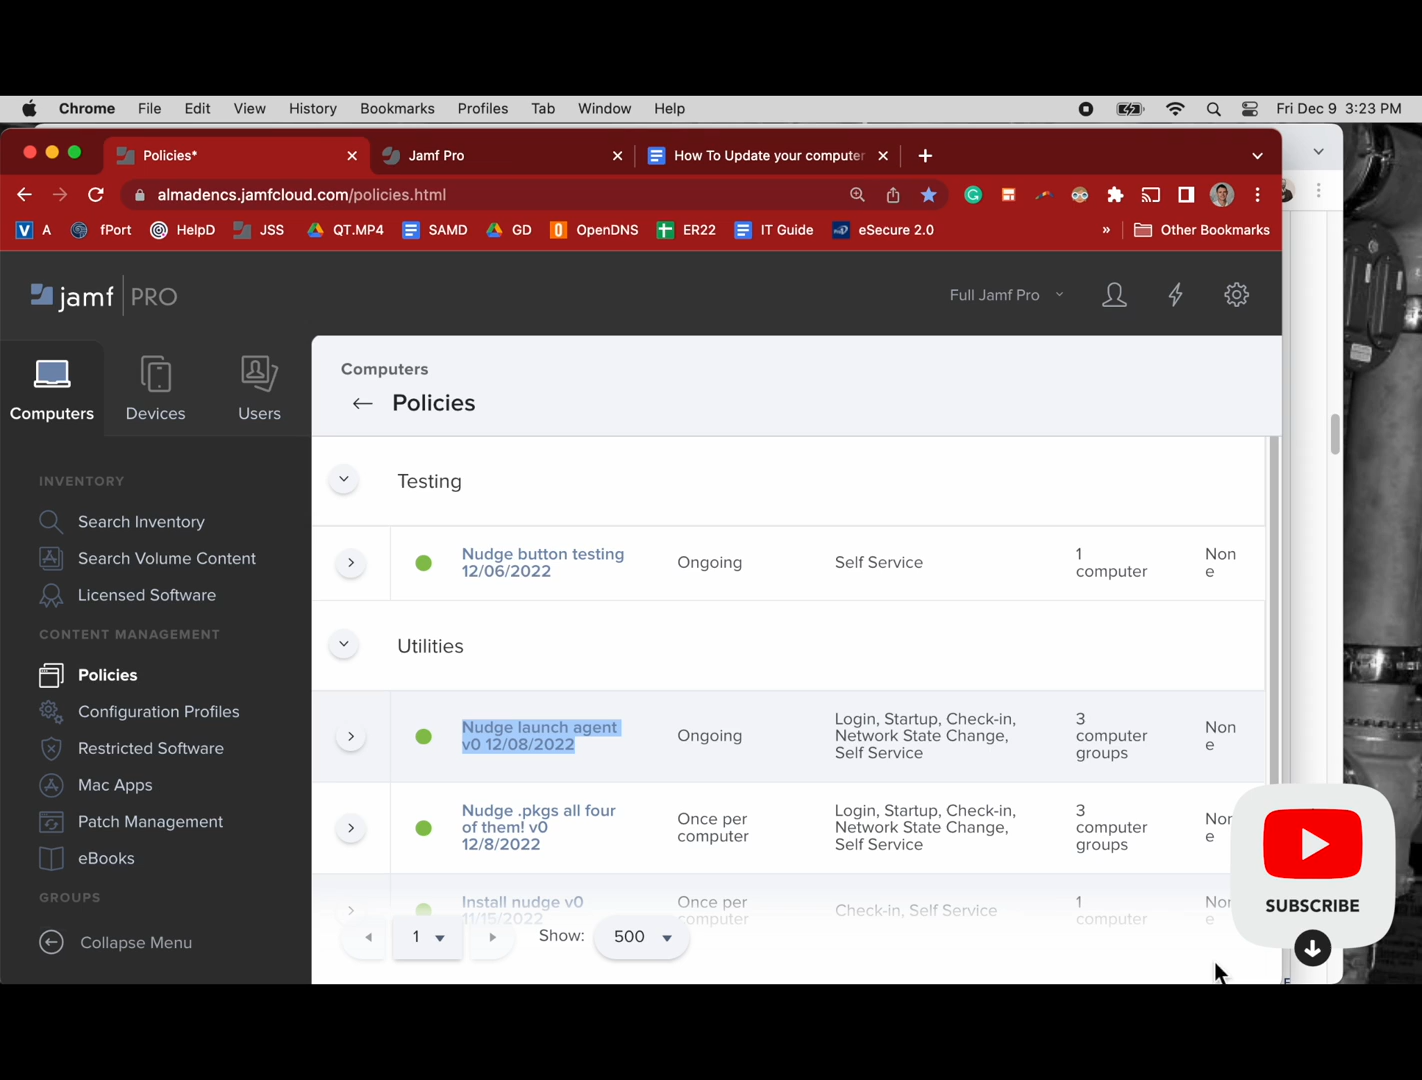 Chrome File Edit View History Bookmarks Profiles Tab Window Help Fri Dec 9 3:23 PM
Policies* Jamf Pro How To Update your computer
almadencs.jamfcloud.com/policies.html
A fPort HelpD JSS QT.MP4 SAMD GD OpenDNS ER22 IT Guide eSecure 2.0 » Other Bookmarks
jamf PRO
Full Jamf Pro
Computers Devices Users
Computers
Policies
INVENTORY
Search Inventory
Search Volume Content
Licensed Software
CONTENT MANAGEMENT
Policies
Configuration Profiles
Restricted Software
Mac Apps
Patch Management
eBooks
GROUPS
Collapse Menu
Testing
Nudge button testing
12/06/2022
Ongoing
Self Service
1
computer
Non
e
Utilities
Nudge launch agent
v0 12/08/2022
Ongoing
Login, Startup, Check-in,
Network State Change,
Self Service
3
computer
groups
Non
e
Nudge .pkgs all four
of them! v0
12/8/2022
Once per
computer
Login, Startup, Check-in,
Network State Change,
Self Service
3
computer
groups
Nor
e
Install nudge v0
11/15/2022
Once per
computer
Check-in, Self Service
1
computer
Nor
e
1
Show: 500
SUBSCRIBE